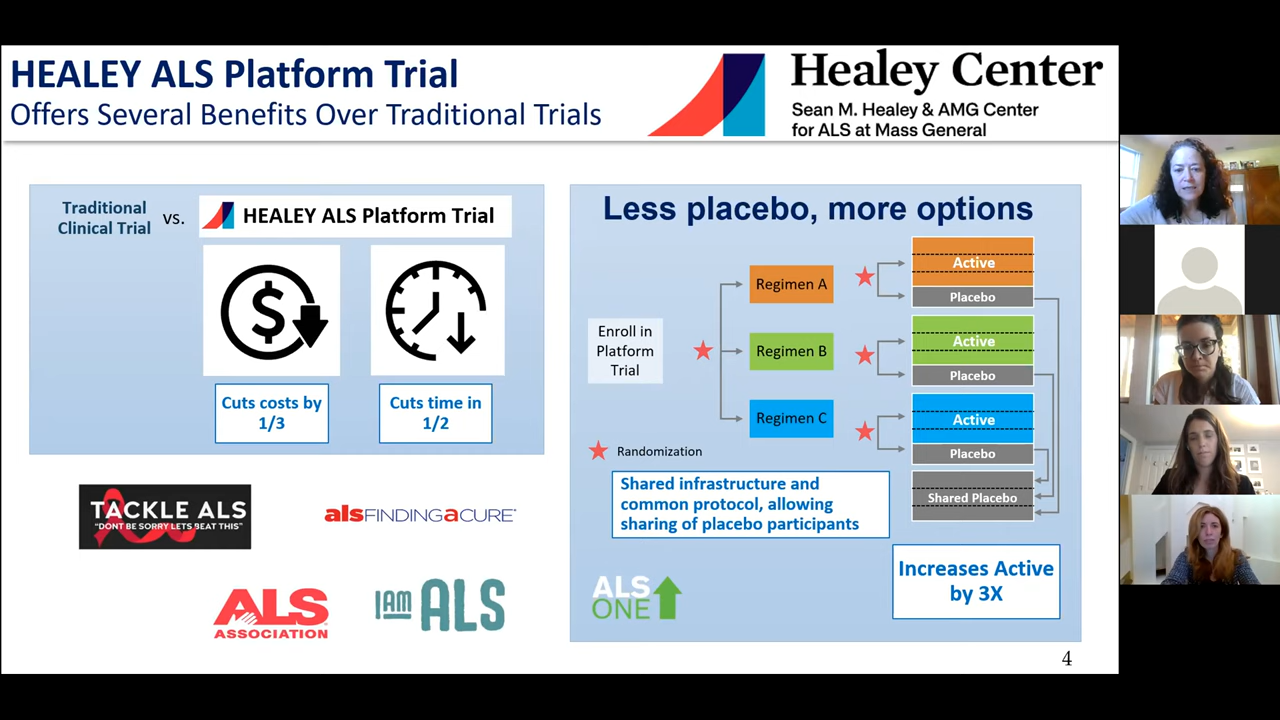 HEALEY ALS Platform Trial
Offers Several Benefits Over Traditional Trials
Healey Center
Sean M. Healey & AMG Center
for ALS at Mass General
Traditional
Clinical Trial
vs.
HEALEY ALS Platform Trial
$
Cuts costs by
1/3
Cuts time in
1/2
TACKLE ALS
"DONT BE SORRY LETS BEAT THIS"
alsFINDINGaCURE
ALS
ASSOCIATION
I AM ALS
Less placebo, more options
Enroll in
Platform
Trial
Regimen A
Regimen B
Regimen C
Active
Placebo
Active
Placebo
Active
Placebo
Shared Placebo
Randomization
Shared infrastructure and
common protocol, allowing
sharing of placebo participants
ALS
ONE
Increases Active
by 3X
4